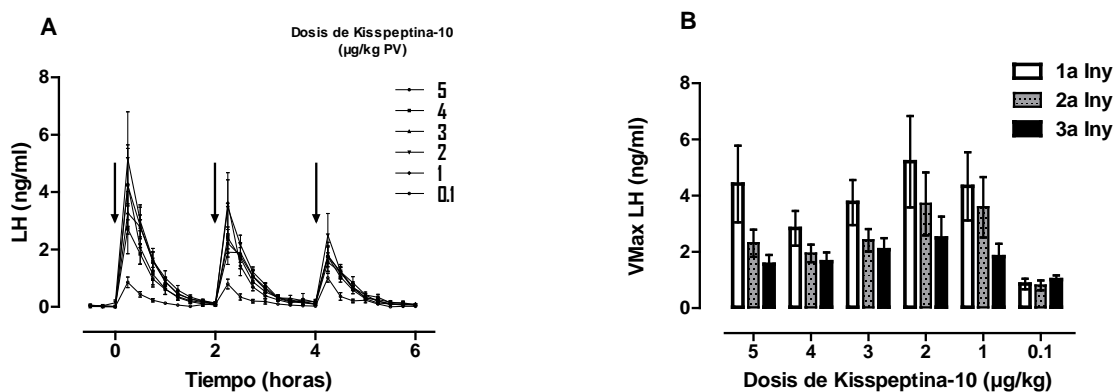 A
Dosis de Kisspeptina-10
(µg/kg PV)
5
4
3
2
1
0.1
8
6
4
2
0
LH (ng/ml)
0 2 4 6
Tiempo (horas)
B
1a Iny
2a Iny
3a Iny
8
6
4
2
0
VMax LH (ng/ml)
5 4 3 2 1 0.1
Dosis de Kisspeptina-10 (µg/kg)